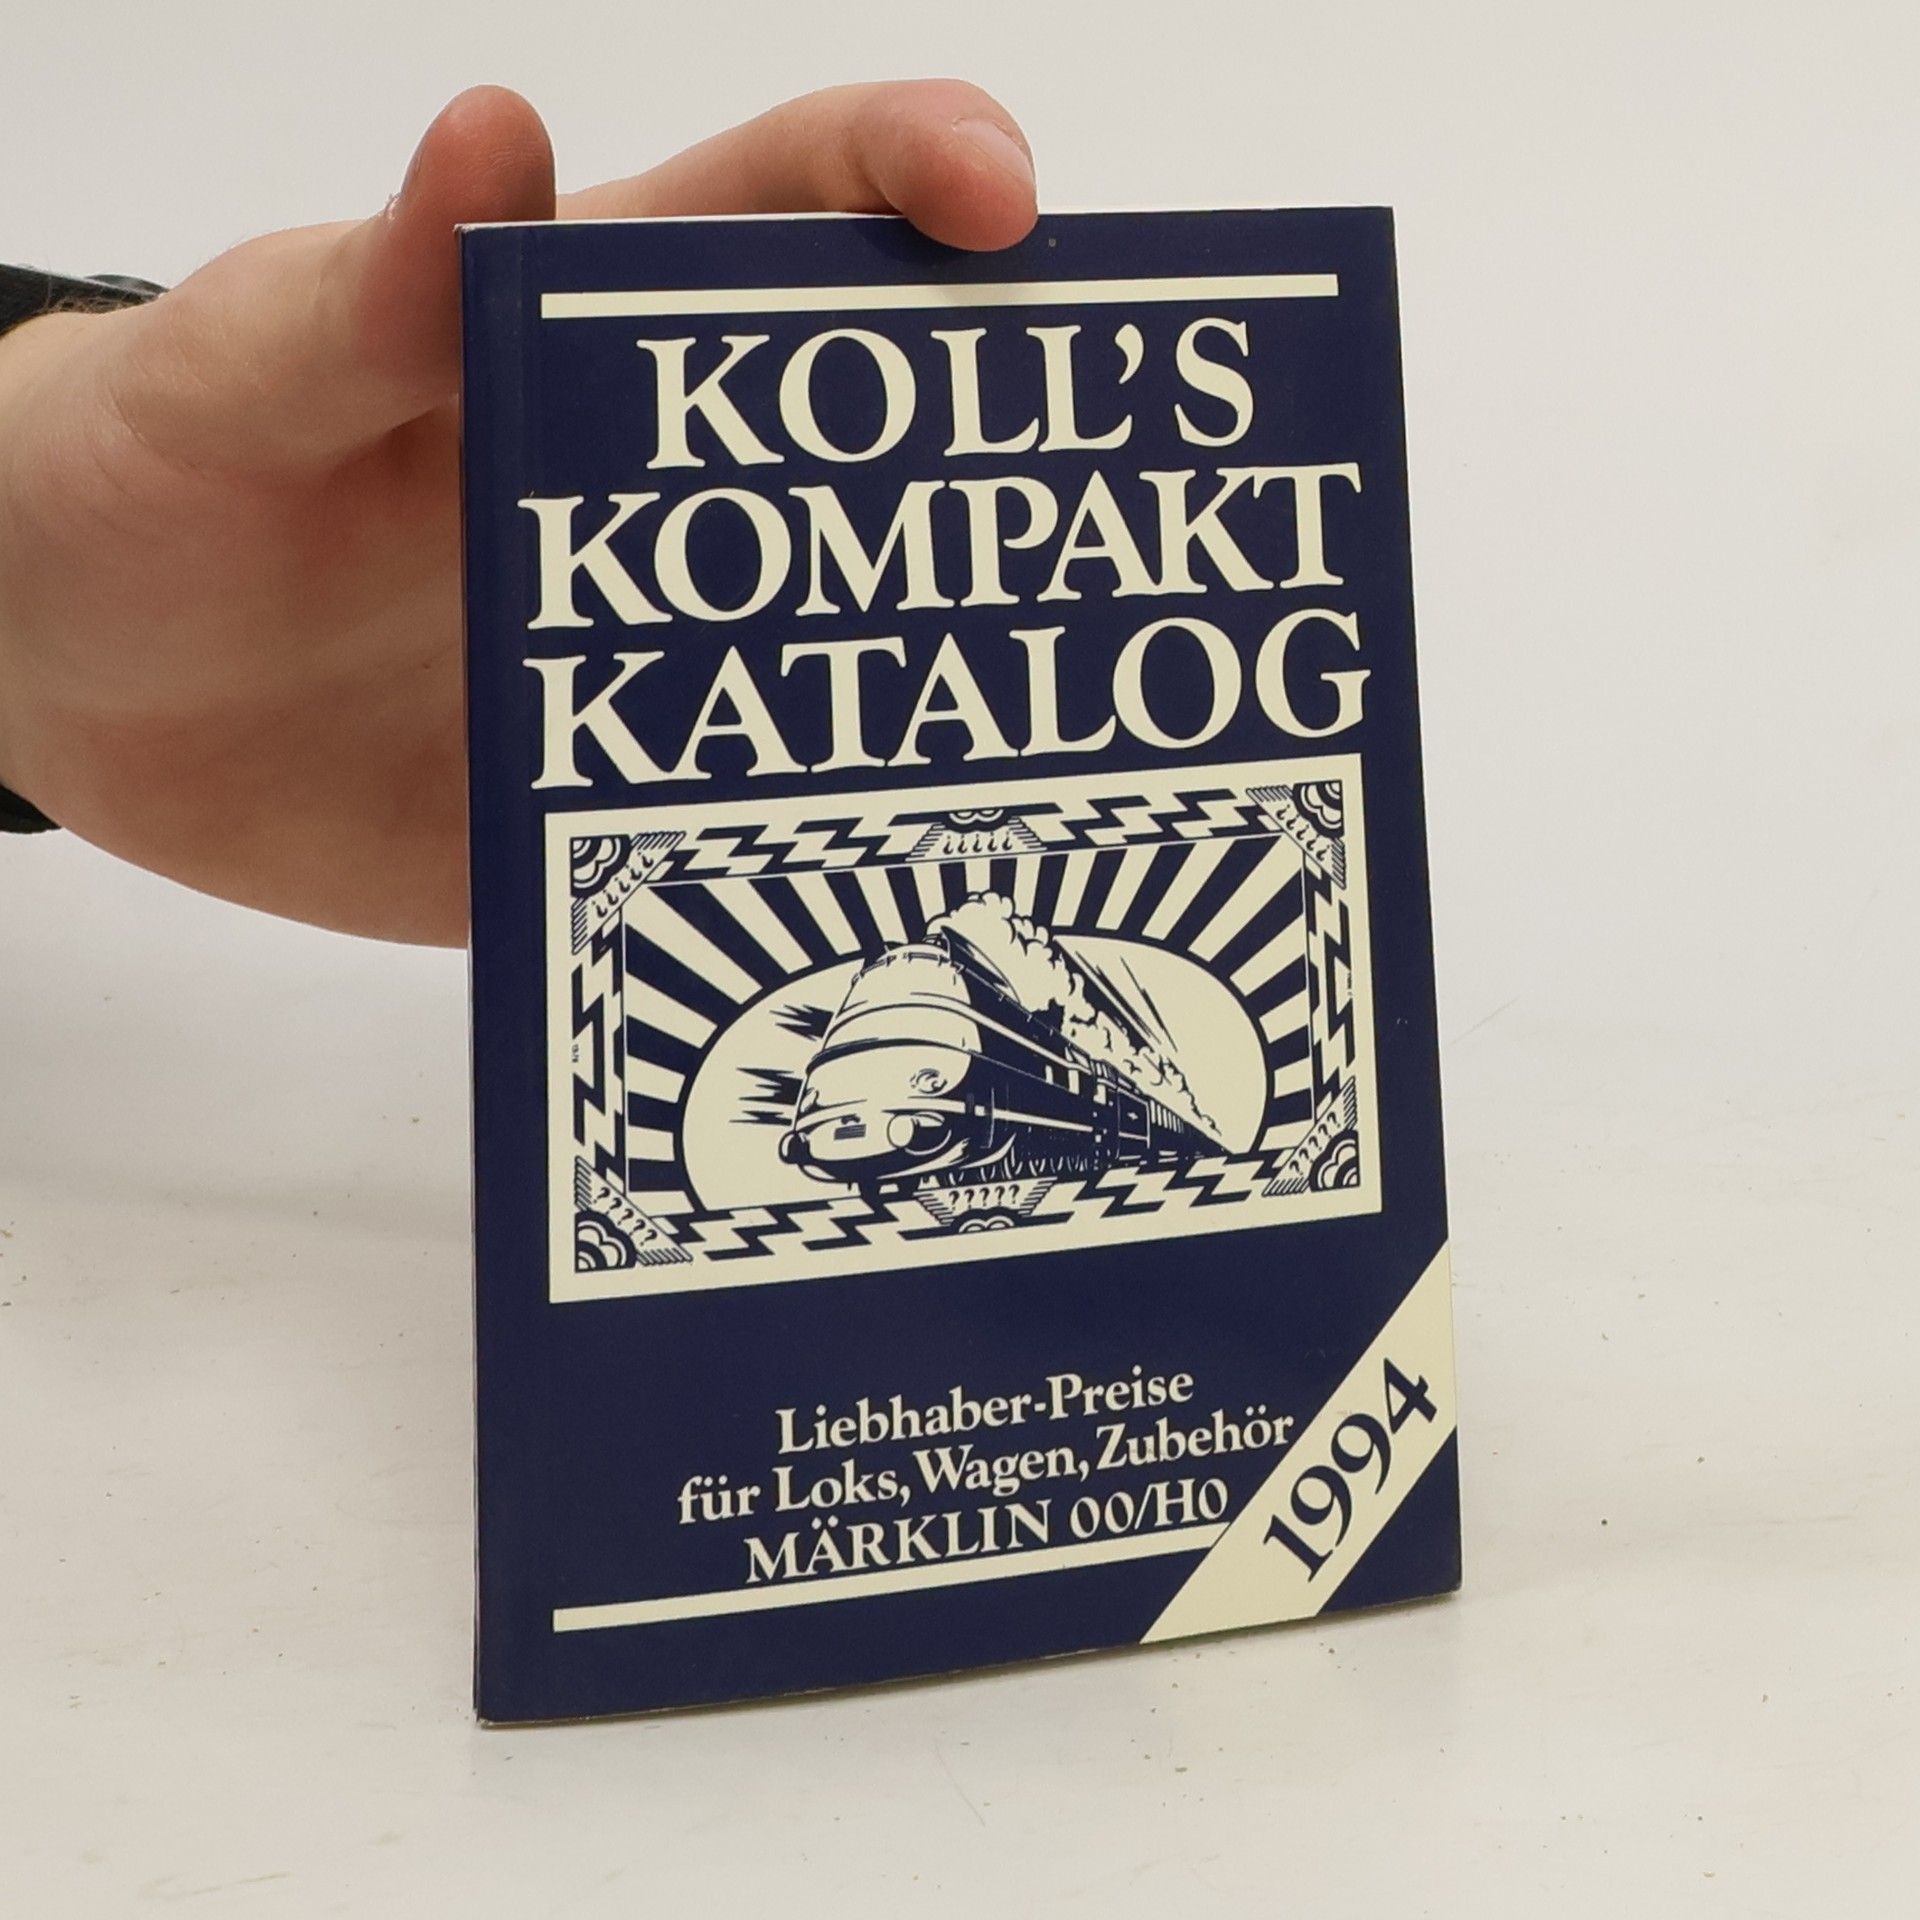 KOLL'S
KOMPAKT
KATALOG
¿¿¿¿¿
¿¿¿¿¿
¿¿¿¿¿
?????
?????
?????
Liebhaber-Preise
für Loks, Wagen, Zubehör
MÄRKLIN 00/H0
1994